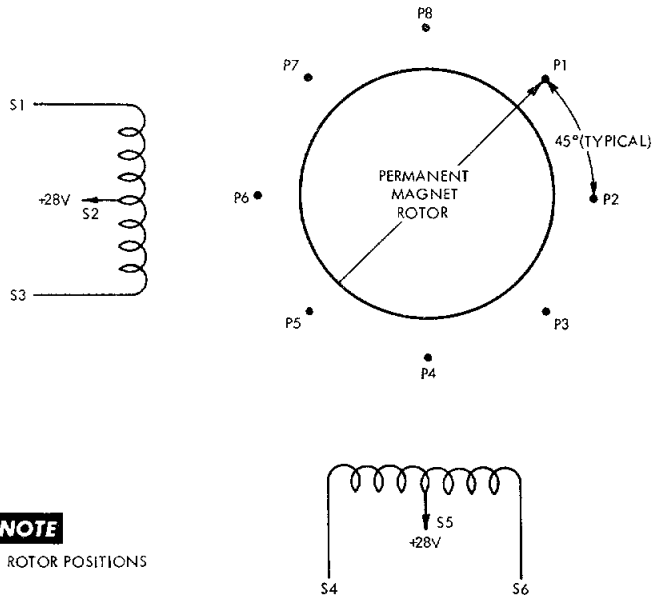 P8
P7
P1
S1
45°(TYPICAL)
PERMANENT
MAGNET
ROTOR
+28V
S2
P6
P2
S3
P5
P3
P4
NOTE
ROTOR POSITIONS
S5
+28V
S4
S6